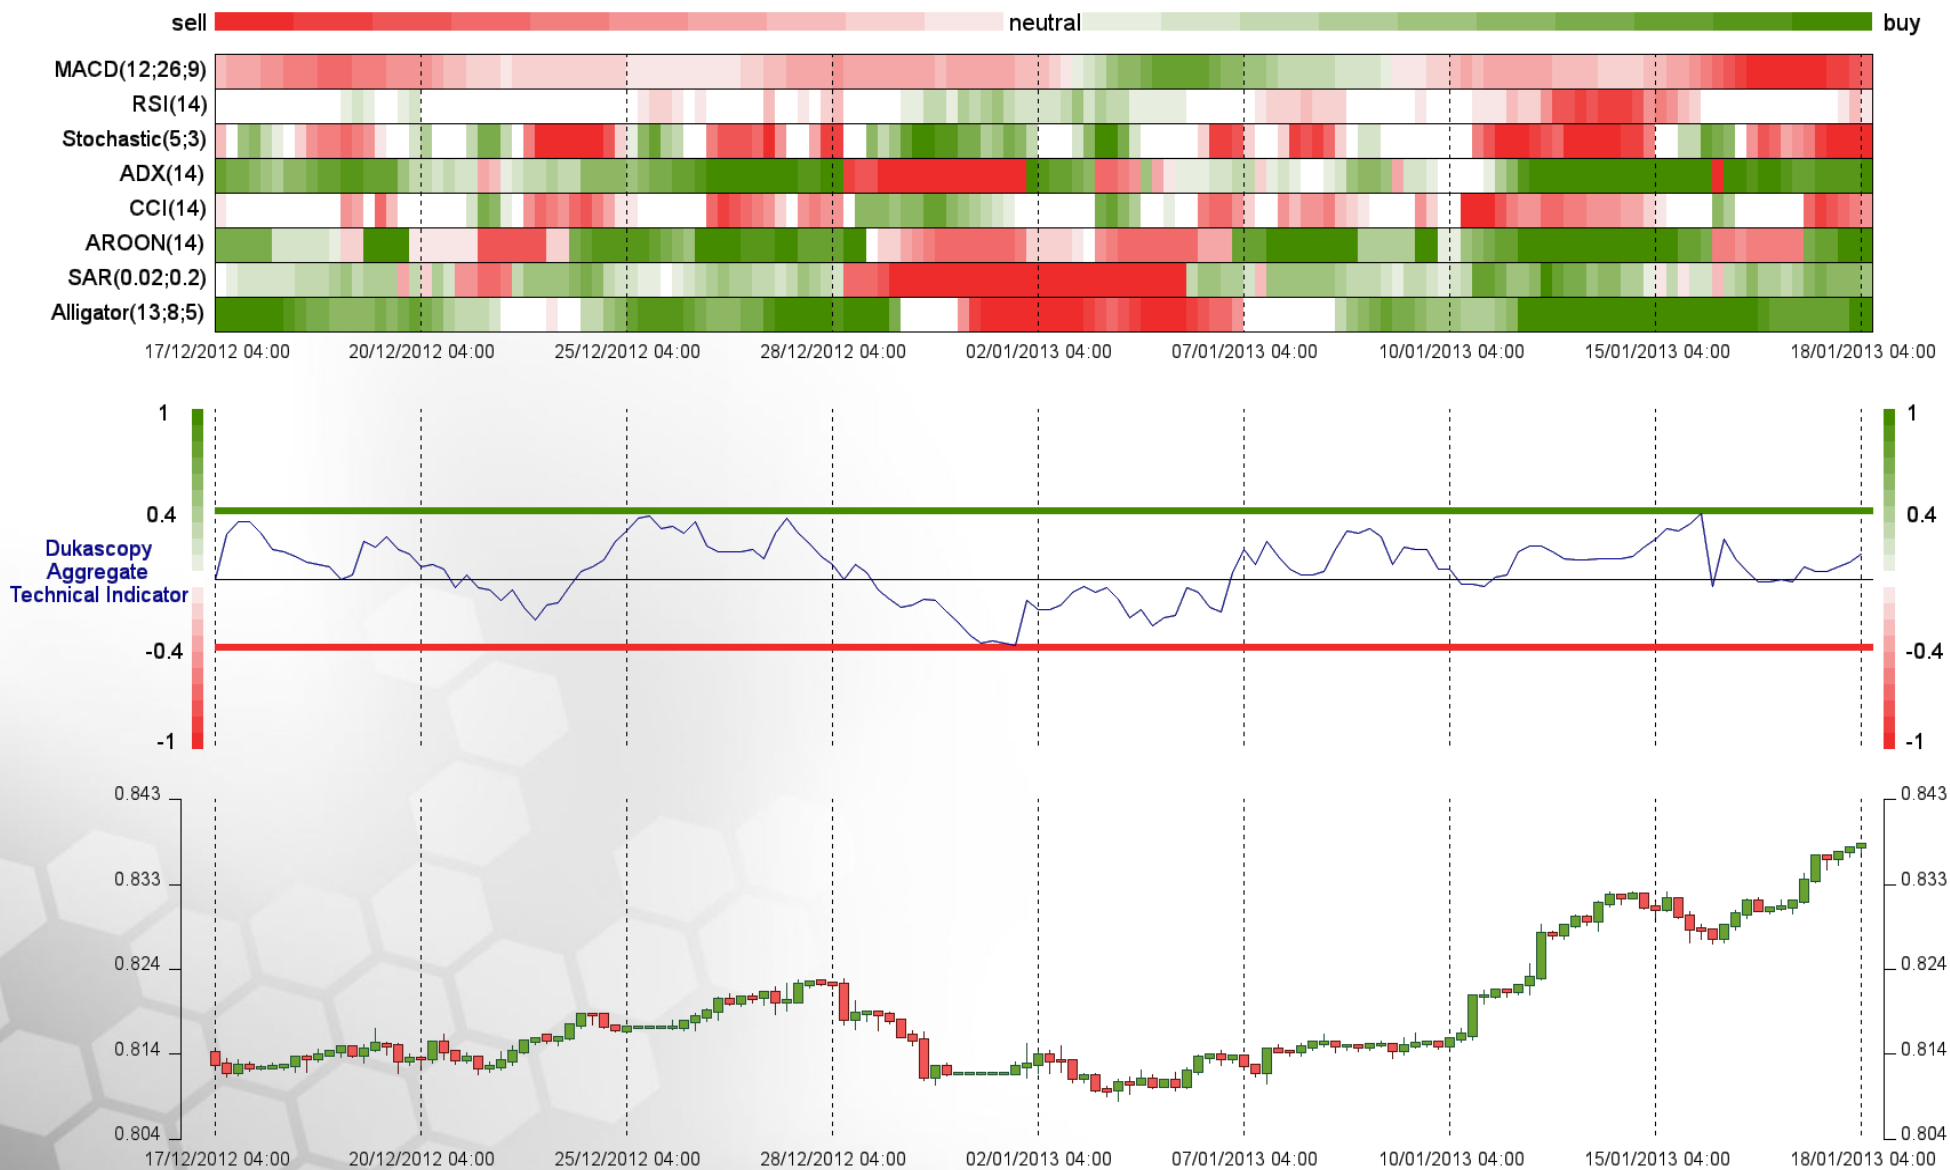 sell neutral buy
MACD(12;26;9)
RSI(14)
Stochastic(5;3)
ADX(14)
CCI(14)
AROON(14)
SAR(0.02;0.2)
Alligator(13;8;5)
17/12/2012 04:00 20/12/2012 04:00 25/12/2012 04:00 28/12/2012 04:00 02/01/2013 04:00 07/01/2013 04:00 10/01/2013 04:00 15/01/2013 04:00 18/01/2013 04:00
1 1
0.4 0.4
Dukascopy
Aggregate
Technical Indicator
-0.4 -0.4
-1 -1
0.843 0.843
0.833 0.833
0.824 0.824
0.814 0.814
0.804 0.804
17/12/2012 04:00 20/12/2012 04:00 25/12/2012 04:00 28/12/2012 04:00 02/01/2013 04:00 07/01/2013 04:00 10/01/2013 04:00 15/01/2013 04:00 18/01/2013 04:00